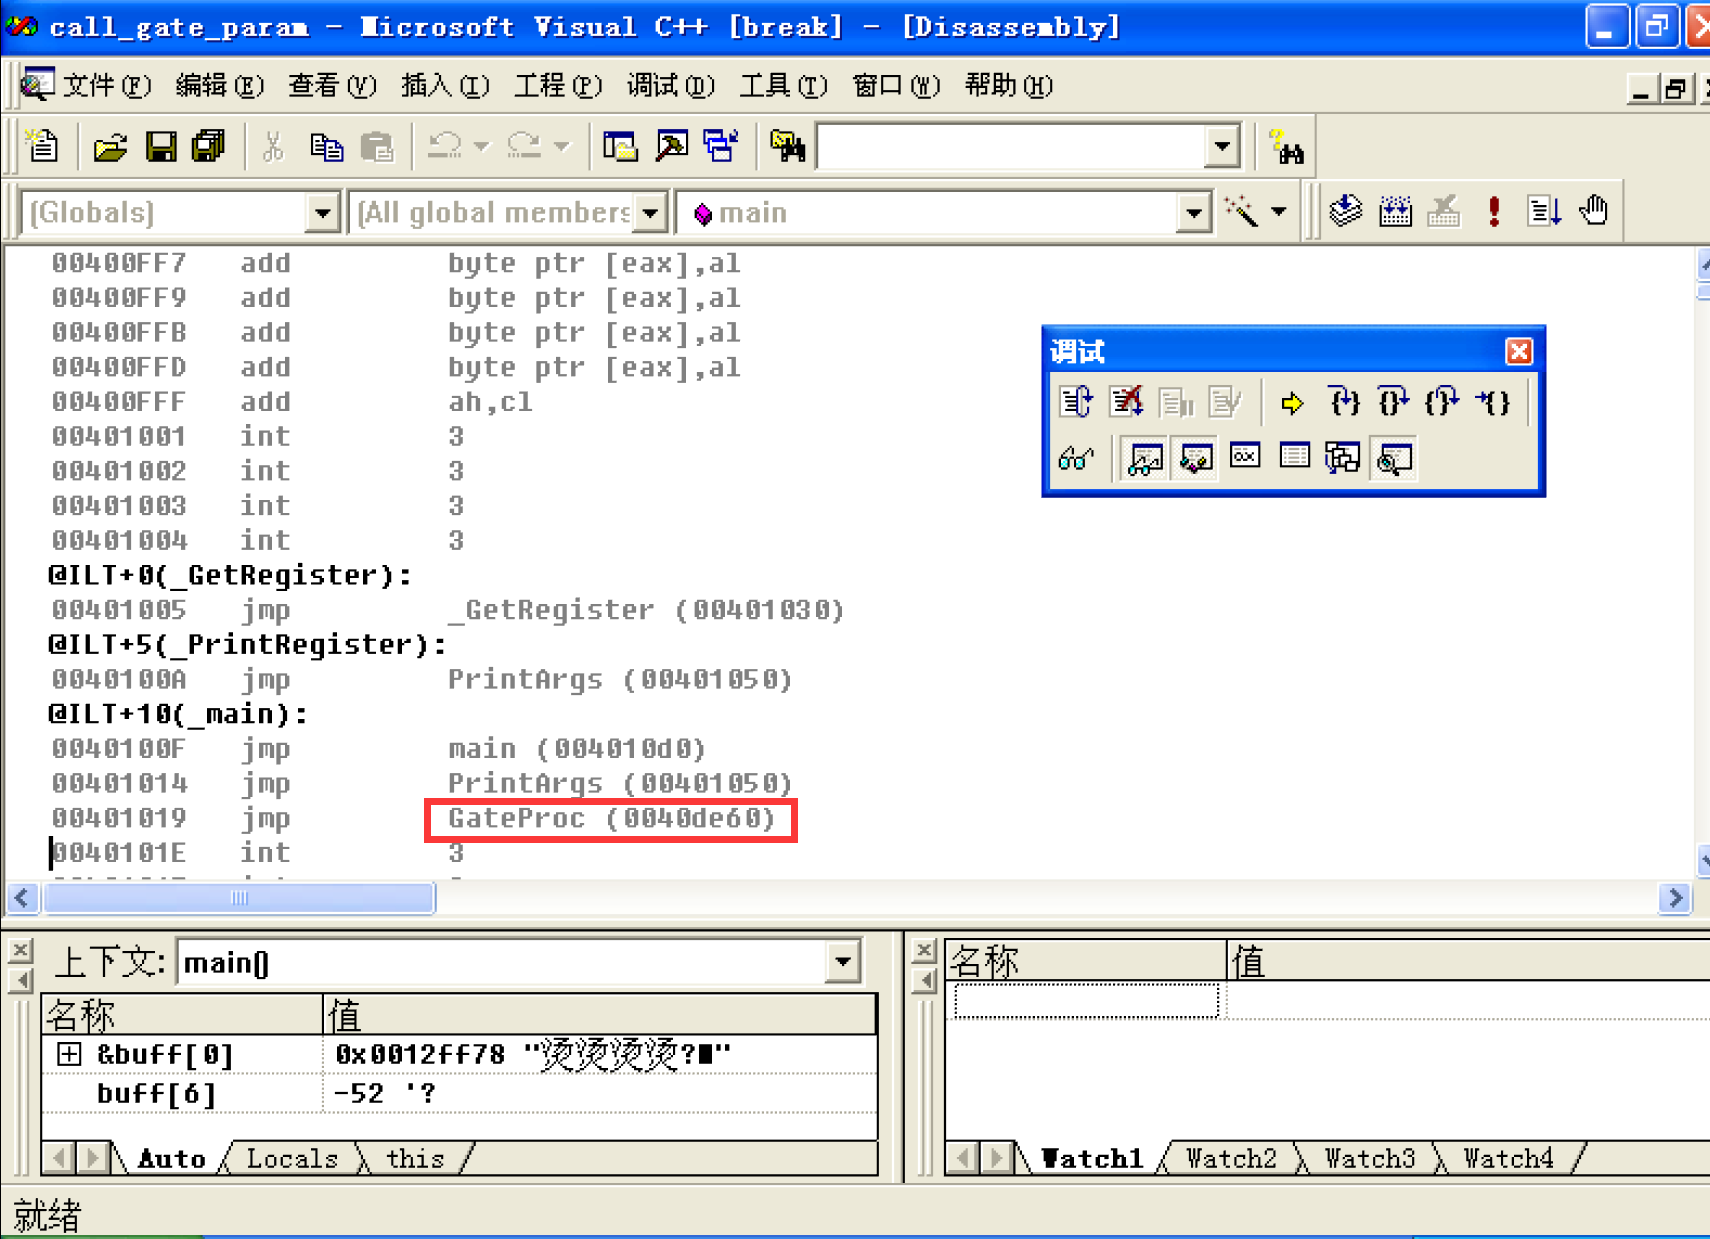 call_gate_param - Microsoft Visual C++ [break] - [Disassembly]
文件(F) 编辑(E) 查看(V) 插入(I) 工程(P) 调试(D) 工具(T) 窗口(W) 帮助(H)
(Globals) (All global members main
00400FF7 add byte ptr [eax],al
00400FF9 add byte ptr [eax],al
00400FFB add byte ptr [eax],al
00400FFD add byte ptr [eax],al
00400FFF add ah,cl
00401001 int 3
00401002 int 3
00401003 int 3
00401004 int 3
@ILT+0(_GetRegister):
00401005 jmp _GetRegister (00401030)
@ILT+5(_PrintRegister):
0040100A jmp PrintArgs (00401050)
@ILT+10(_main):
0040100F jmp main (004010d0)
00401014 jmp PrintArgs (00401050)
00401019 jmp GateProc (0040de60)
0040101E int 3
调试
上下文: main()
名称 值
&buff[0] 0x0012ff78 "烫烫烫烫?■"
buff[6] -52 '?
Auto Locals this
名称 值
Watch1 Watch2 Watch3 Watch4
就绪